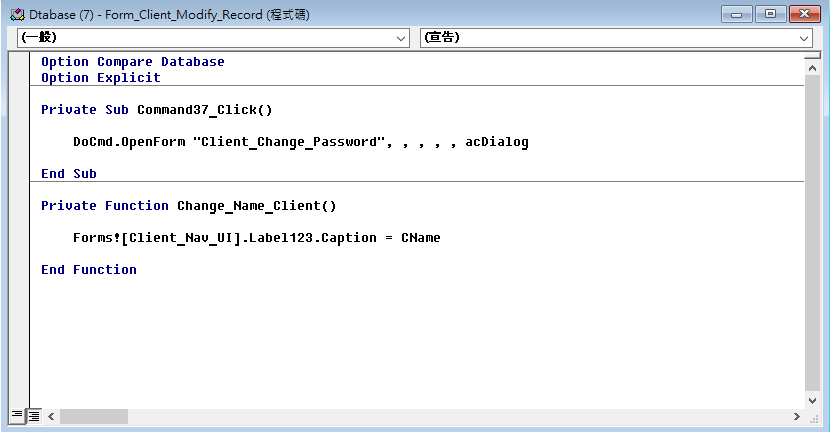 Dtabase (7) - Form_Client_Modify_Record (程式碼)
(一般) (宣告)
Option Compare Database
Option Explicit
Private Sub Command37_Click()
DoCmd.OpenForm "Client_Change_Password", , , , , acDialog
End Sub
Private Function Change_Name_Client()
Forms![Client_Nav_UI].Label123.Caption = CName
End Function